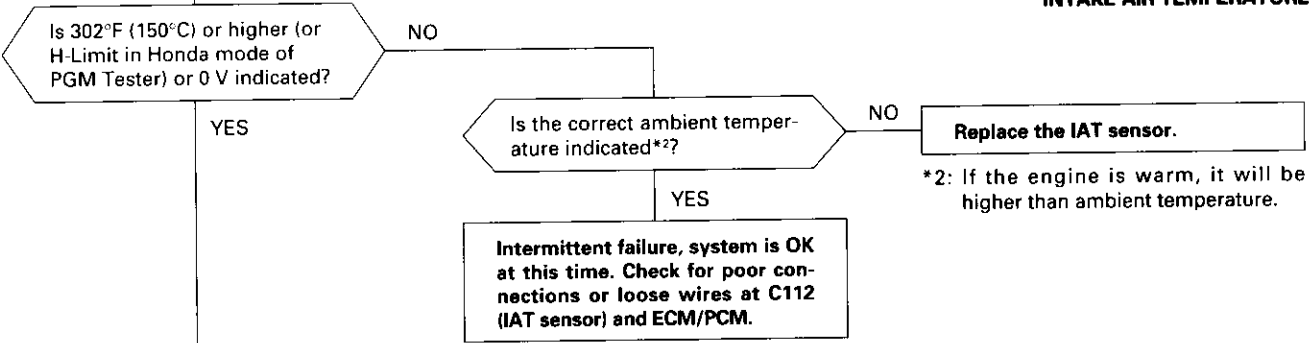 INTAKE AIR TEMPERATURE
Is 302°F (150°C) or higher (or
H-Limit in Honda mode of
PGM Tester) or 0 V indicated?
NO
YES
Is the correct ambient temper-
ature indicated*2?
NO
Replace the IAT sensor.
*2: If the engine is warm, it will be
higher than ambient temperature.
YES
Intermittent failure, system is OK
at this time. Check for poor con-
nections or loose wires at C112
(IAT sensor) and ECM/PCM.